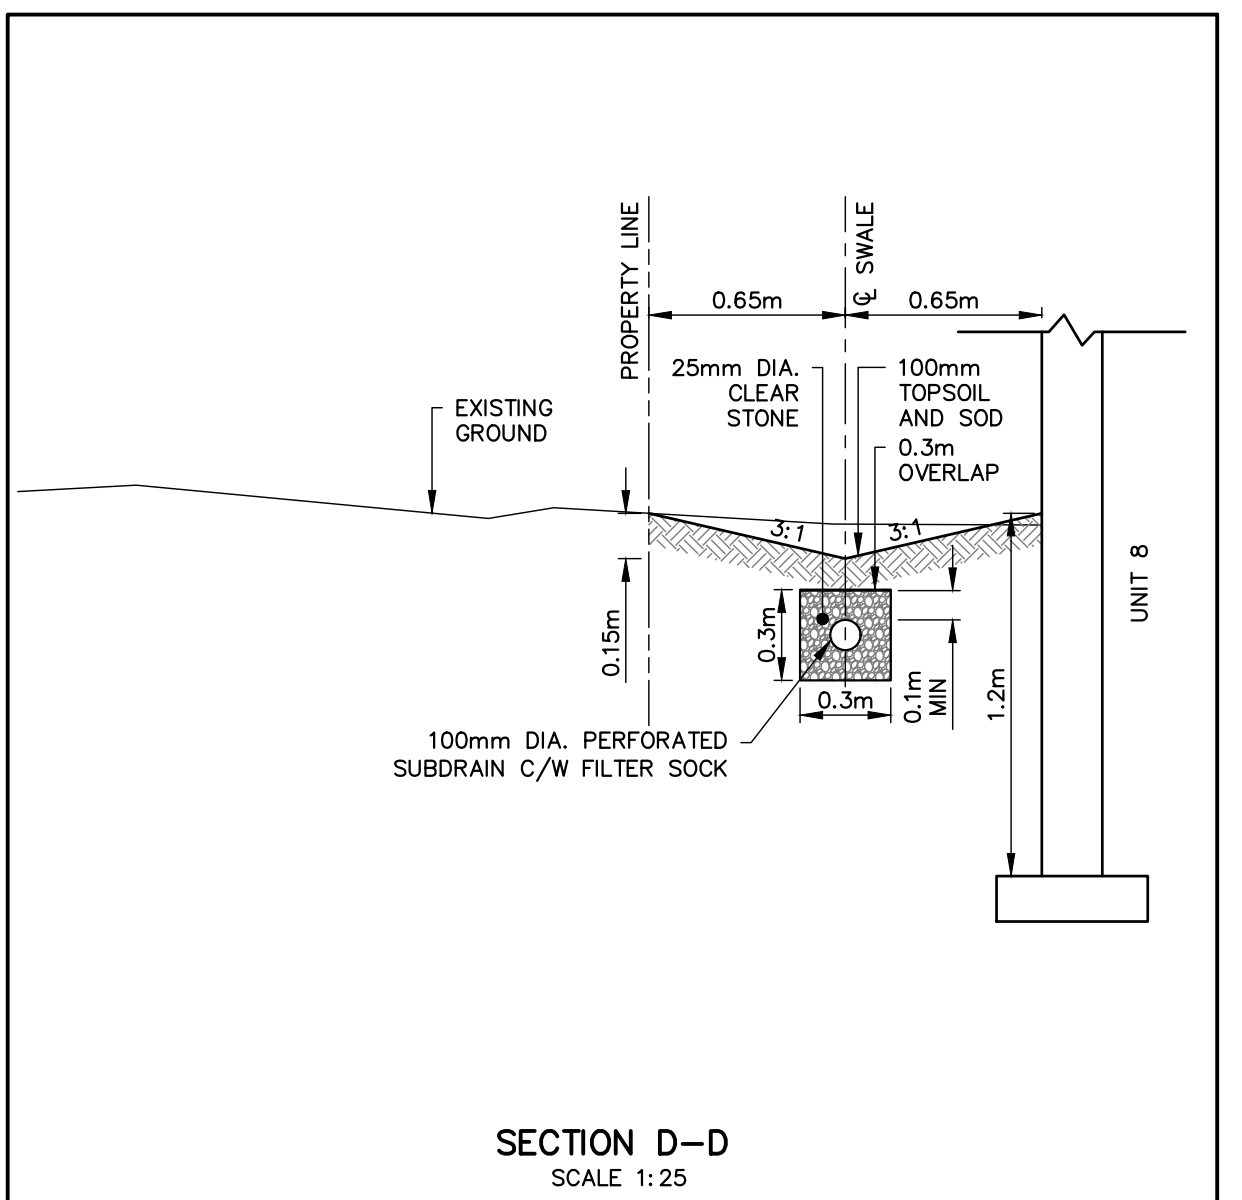 PROPERTY LINE
℄ SWALE
0.65m
0.65m
25mm DIA.
CLEAR
STONE
100mm
TOPSOIL
AND SOD
0.3m
OVERLAP
EXISTING
GROUND
3:1
3:1
UNIT 8
0.15m
0.3m
0.3m
0.1m
MIN
1.2m
100mm DIA. PERFORATED
SUBDRAIN C/W FILTER SOCK
SECTION D-D
SCALE 1:25